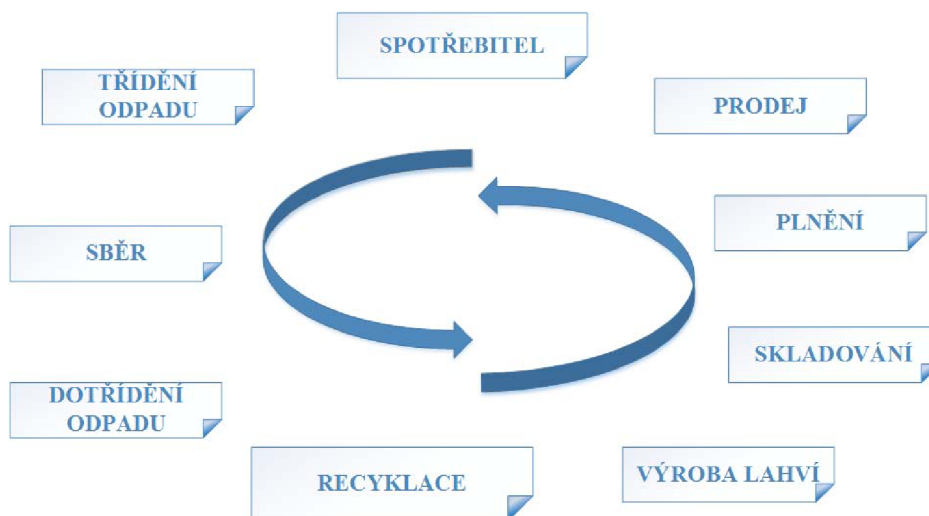 SPOTŘEBITEL
TŘÍDĚNÍ
ODPADU
PRODEJ
PLNĚNÍ
SBĚR
SKLADOVÁNÍ
DOTŘÍDĚNÍ
ODPADU
RECYKLACE
VÝROBA LAHVÍ